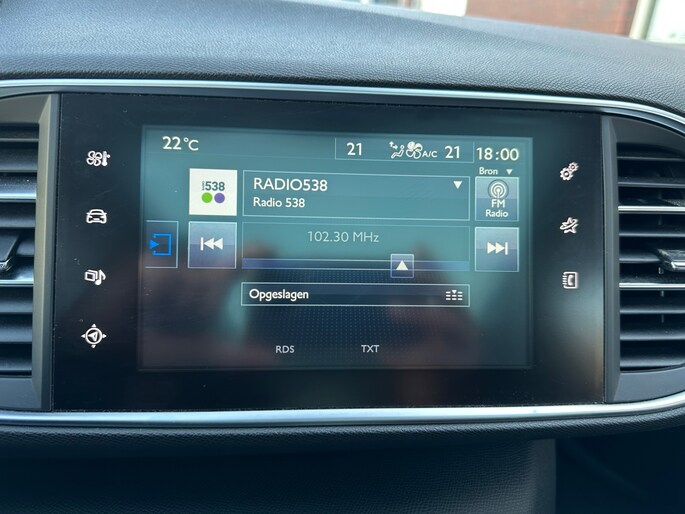 22°C
21 A/C 21
18:00
Bron
538
RADIO538
Radio 538
FM
Radio
102.30 MHz
Opgeslagen
RDS TXT